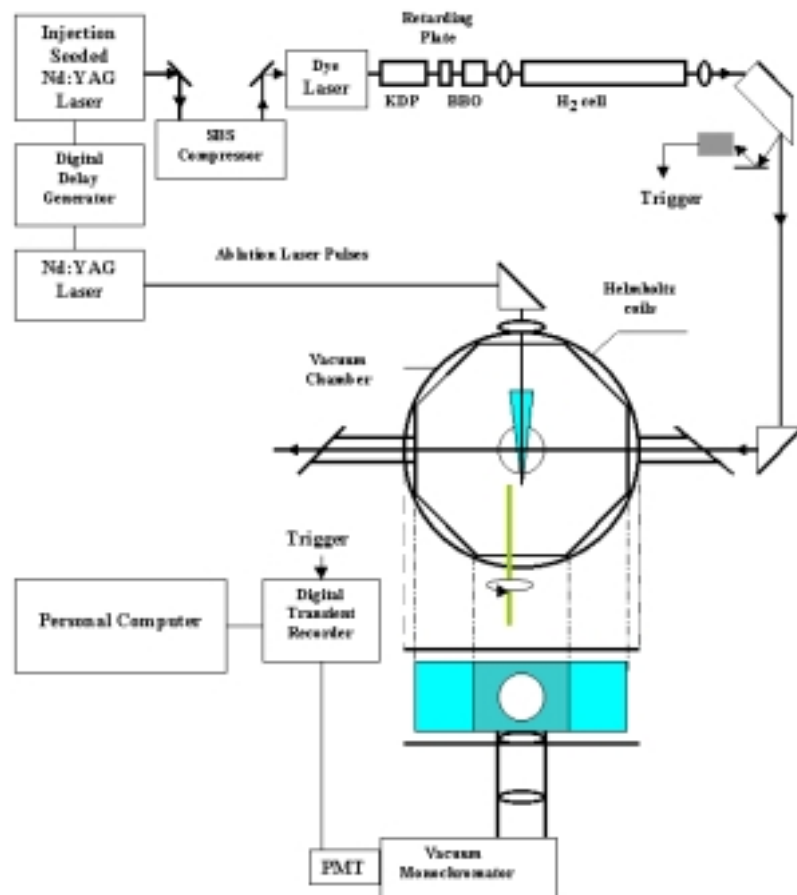 Injection
Seeded
Nd:YAG
Laser
Retarding
Plate
Dye
Laser
KDP
BBO
H2 cell
SBS
Compressor
Digital
Delay
Generator
Trigger
Nd:YAG
Laser
Ablation Laser Pulses
Helmholtz
coils
Vacuum
Chamber
Trigger
Personal Computer
Digital
Transient
Recorder
PMT
Vacuum
Monochromator